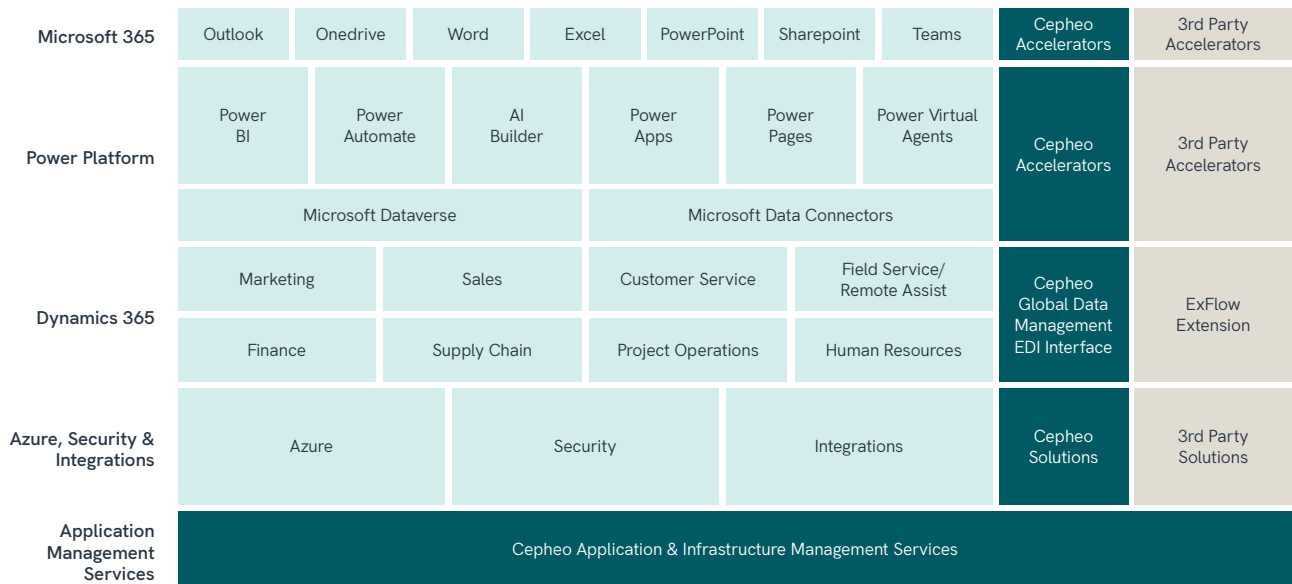 Microsoft 365
Outlook
Onedrive
Word
Excel
PowerPoint
Sharepoint
Teams
Cepheo
Accelerators
3rd Party
Accelerators
Power Platform
Power
BI
Power
Automate
AI
Builder
Power
Apps
Power
Pages
Power Virtual
Agents
Cepheo
Accelerators
3rd Party
Accelerators
Microsoft Dataverse
Microsoft Data Connectors
Dynamics 365
Marketing
Sales
Customer Service
Field Service/
Remote Assist
Cepheo
Global Data
Management
EDI Interface
ExFlow
Extension
Finance
Supply Chain
Project Operations
Human Resources
Azure, Security &
Integrations
Azure
Security
Integrations
Cepheo
Solutions
3rd Party
Solutions
Application
Management
Services
Cepheo Application & Infrastructure Management Services